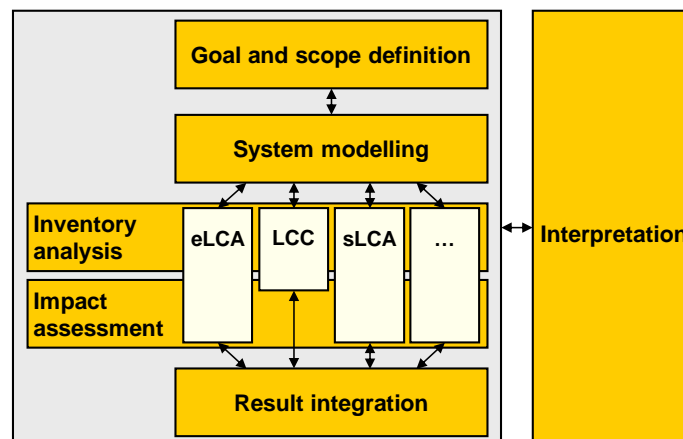 Goal and scope definition
System modelling
Inventory
analysis
eLCA
LCC
sLCA
...
Interpretation
Impact
assessment
Result integration